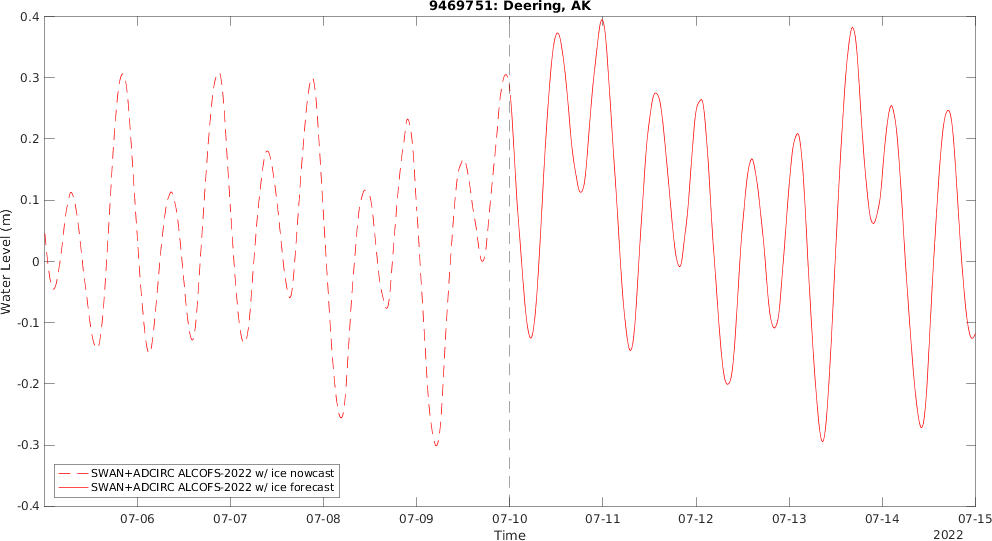 9469751: Deering, AK
0.4
0.3
0.2
0.1
0
-0.1
-0.2
-0.3
-0.4
Water Level (m)
SWAN+ADCIRC ALCOFS-2022 w/ ice nowcast
SWAN+ADCIRC ALCOFS-2022 w/ ice forecast
07-06 07-07 07-08 07-09 07-10 07-11 07-12 07-13 07-14 07-15
Time
2022